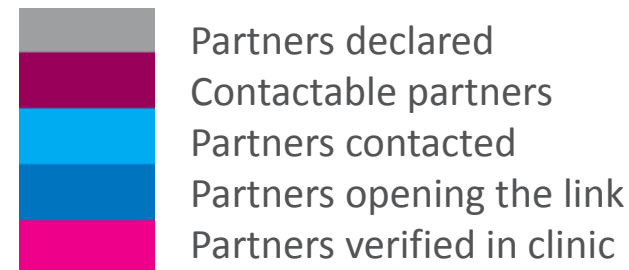 Partners declared
Contactable partners
Partners contacted
Partners opening the link
Partners verified in clinic